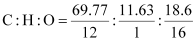 C : H : O = 69.77/12 : 11.63/1 : 18.6/16